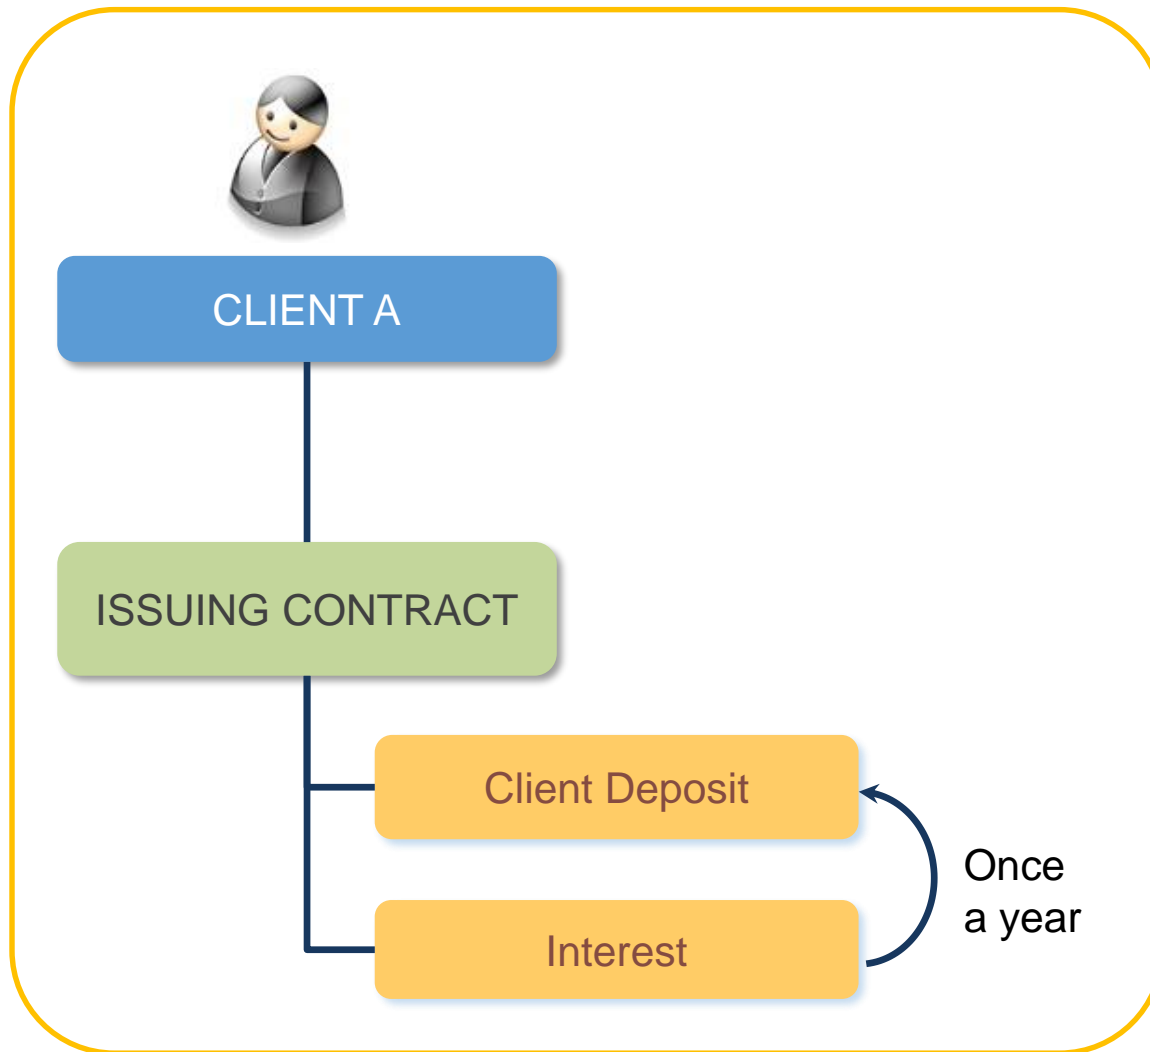 CLIENT A
ISSUING CONTRACT
Client Deposit
Once
a year
Interest